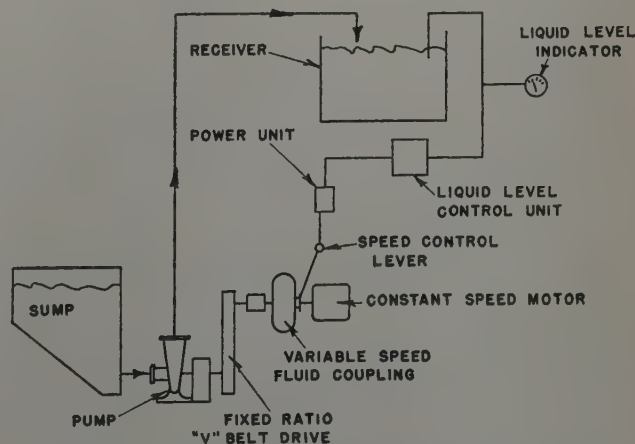 LIQUID LEVEL
INDICATOR
RECEIVER
POWER UNIT
LIQUID LEVEL
CONTROL UNIT
SPEED CONTROL
LEVER
SUMP
CONSTANT SPEED MOTOR
VARIABLE SPEED
FLUID COUPLING
PUMP
FIXED RATIO
"V" BELT DRIVE